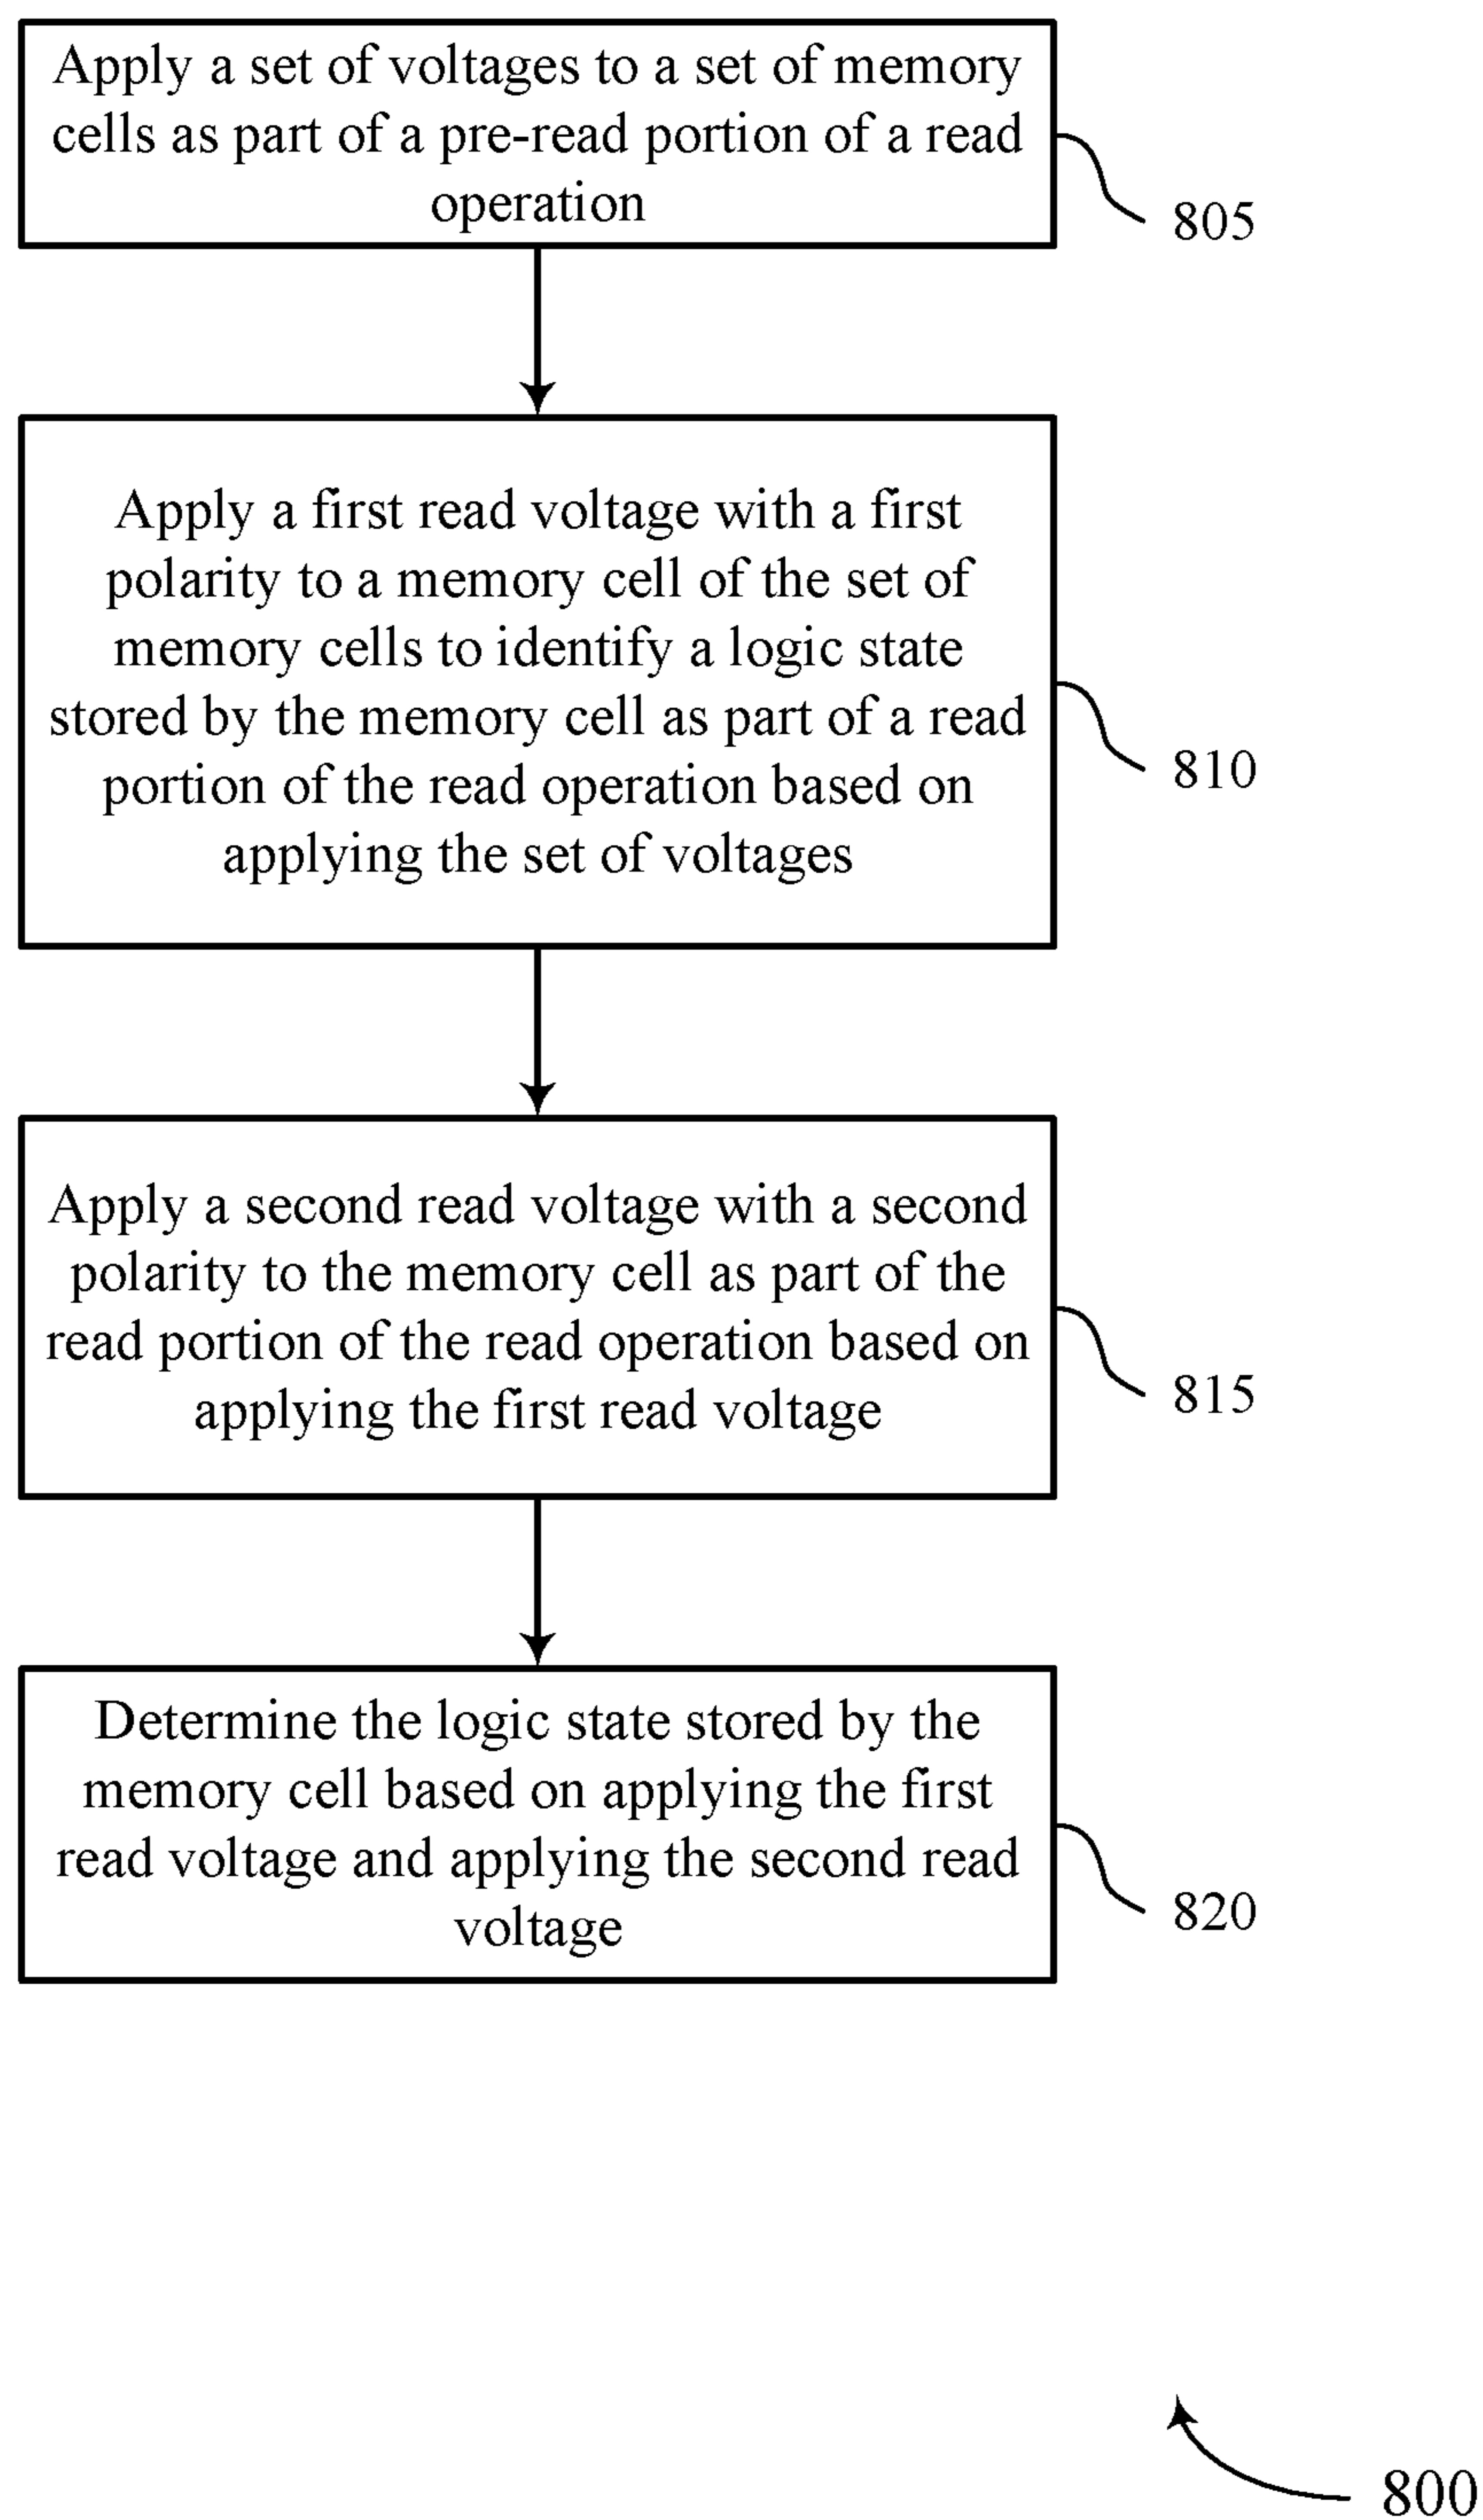 Apply a set of voltages to a set of memory
cells as part of a pre-read portion of a read
operation
805
Apply a first read voltage with a first
polarity to a memory cell of the set of
memory cells to identify a logic state
stored by the memory cell as part of a read
portion of the read operation based on
applying the set of voltages
810
Apply a second read voltage with a second
polarity to the memory cell as part of the
read portion of the read operation based on
applying the first read voltage
815
Determine the logic state stored by the
memory cell based on applying the first
read voltage and applying the second read
voltage
820
800